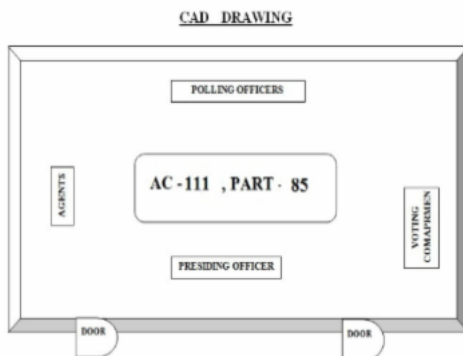 CAD DRAWING
POLLING OFFICERS
AGENTS
AC-111 , PART - 85
VOTING
COMAPRMEN
PRESIDING OFFICER
DOOR
DOOR